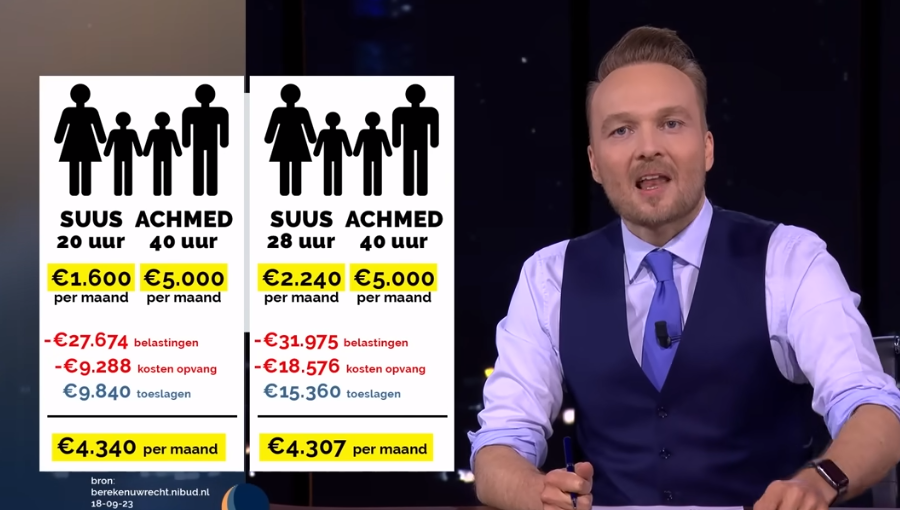 SUUS ACHMED
20 uur 40 uur
€1.600 €5.000
per maand per maand
-€27.674 belastingen
-€9.288 kosten opvang
€9.840 toeslagen
€4.340 per maand
SUUS ACHMED
28 uur 40 uur
€2.240 €5.000
per maand per maand
-€31.975 belastingen
-€18.576 kosten opvang
€15.360 toeslagen
€4.307 per maand
bron:
berekenuwrecht.nibud.nl
18-09-23